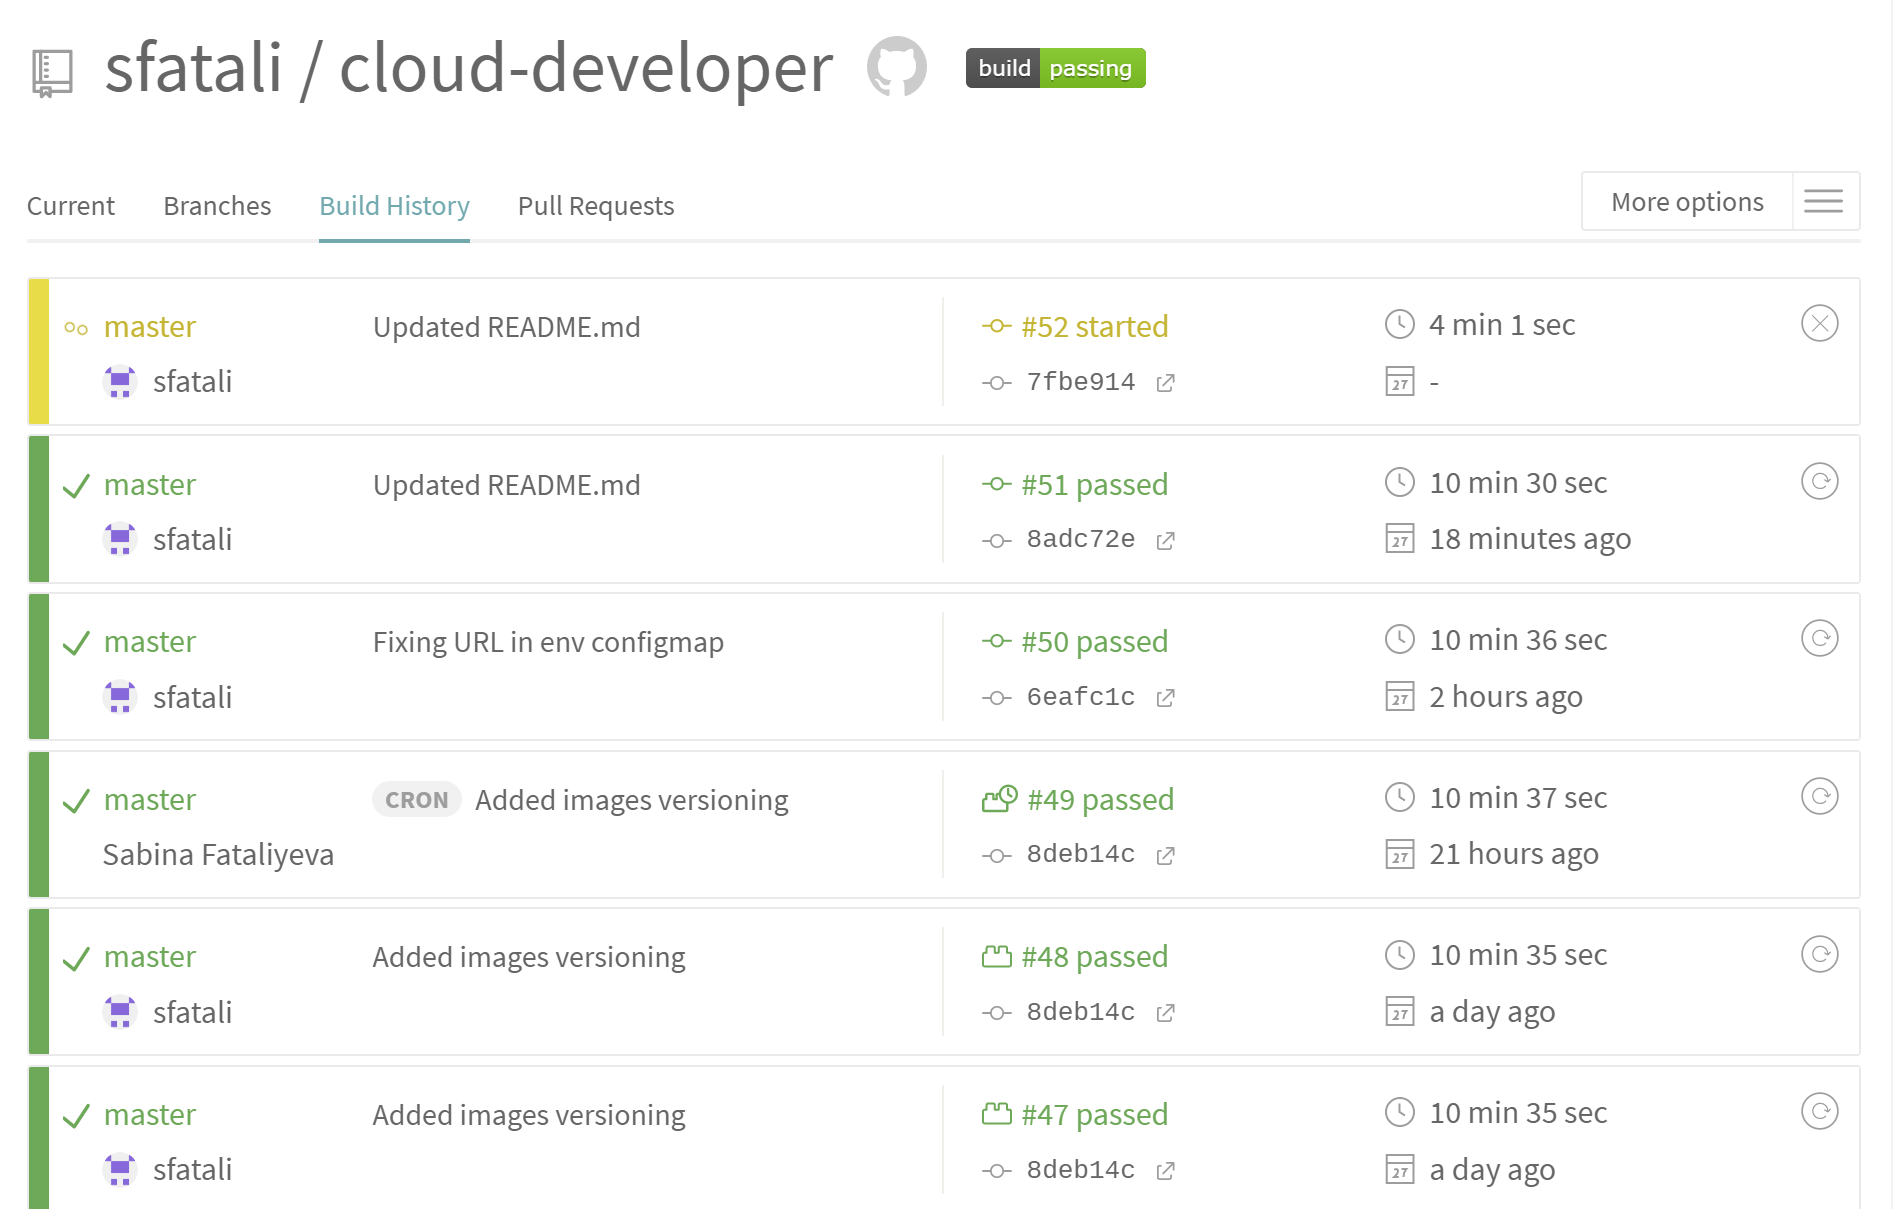 sfatali / cloud-developer
build passing
Current Branches Build History Pull Requests More options
master Updated README.md #52 started 4 min 1 sec
sfatali 7fbe914 27 -
master Updated README.md #51 passed 10 min 30 sec
sfatali 8adc72e 27 18 minutes ago
master Fixing URL in env configmap #50 passed 10 min 36 sec
sfatali 6eafc1c 27 2 hours ago
master CRON Added images versioning #49 passed 10 min 37 sec
Sabina Fataliyeva 8deb14c 27 21 hours ago
master Added images versioning #48 passed 10 min 35 sec
sfatali 8deb14c 27 a day ago
master Added images versioning #47 passed 10 min 35 sec
sfatali 8deb14c 27 a day ago